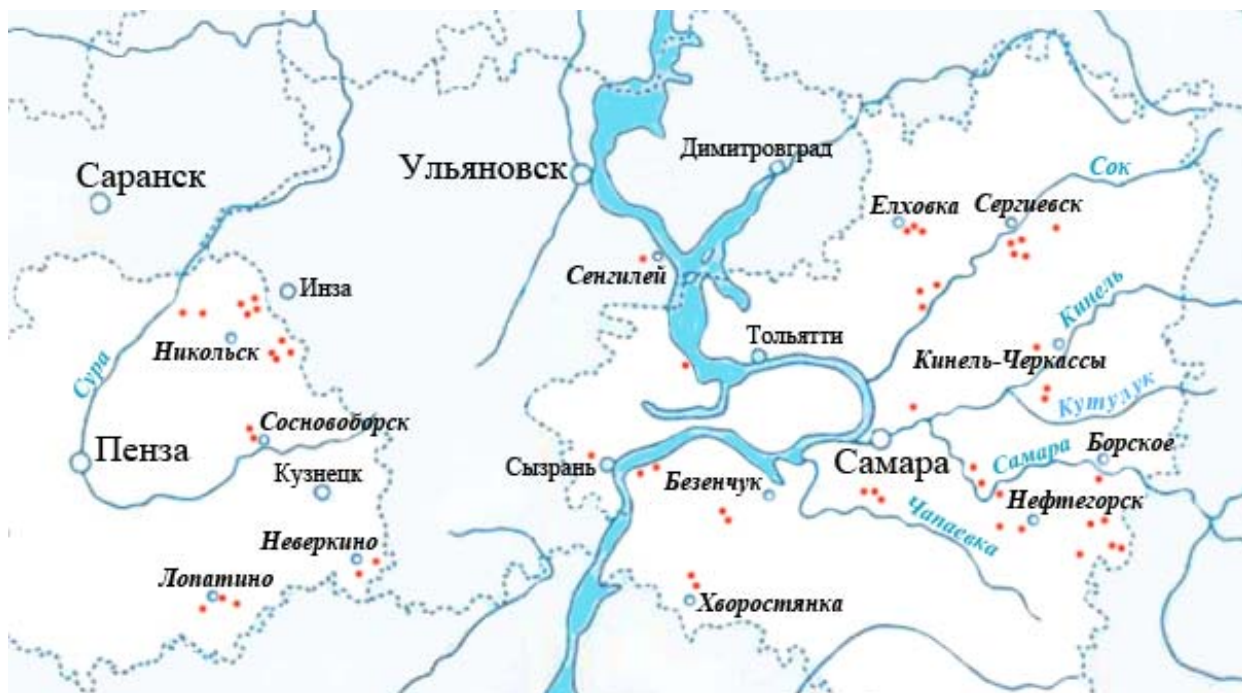 Димитровград
Ульяновск
Сок
Саранск
Елховка
Сергиевск
Сенгилей
Инза
Кинель
Тольятти
Никольск
Кинель-Черкассы
Сура
Кутулук
Сосновоборск
Борское
Пенза
Самара
Самара
Сызрань
Кузнецк
Безенчук
Нефтегорск
Чапаевка
Неверкино
Лопатино
Хворостянка